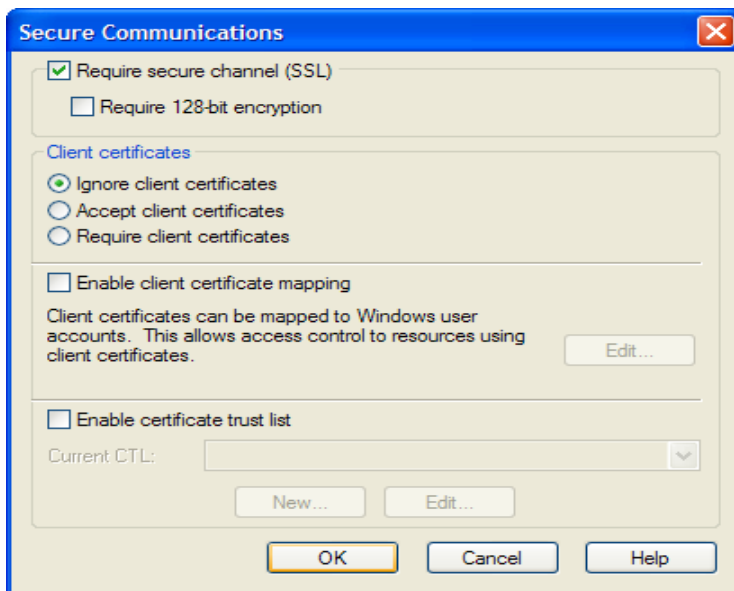 Secure Communications
Require secure channel (SSL)
Require 128-bit encryption
Client certificates
Ignore client certificates
Accept client certificates
Require client certificates
Enable client certificate mapping
Client certificates can be mapped to Windows user
accounts.  This allows access control to resources using
client certificates.
Edit...
Enable certificate trust list
Current CTL:
New... Edit...
OK Cancel Help